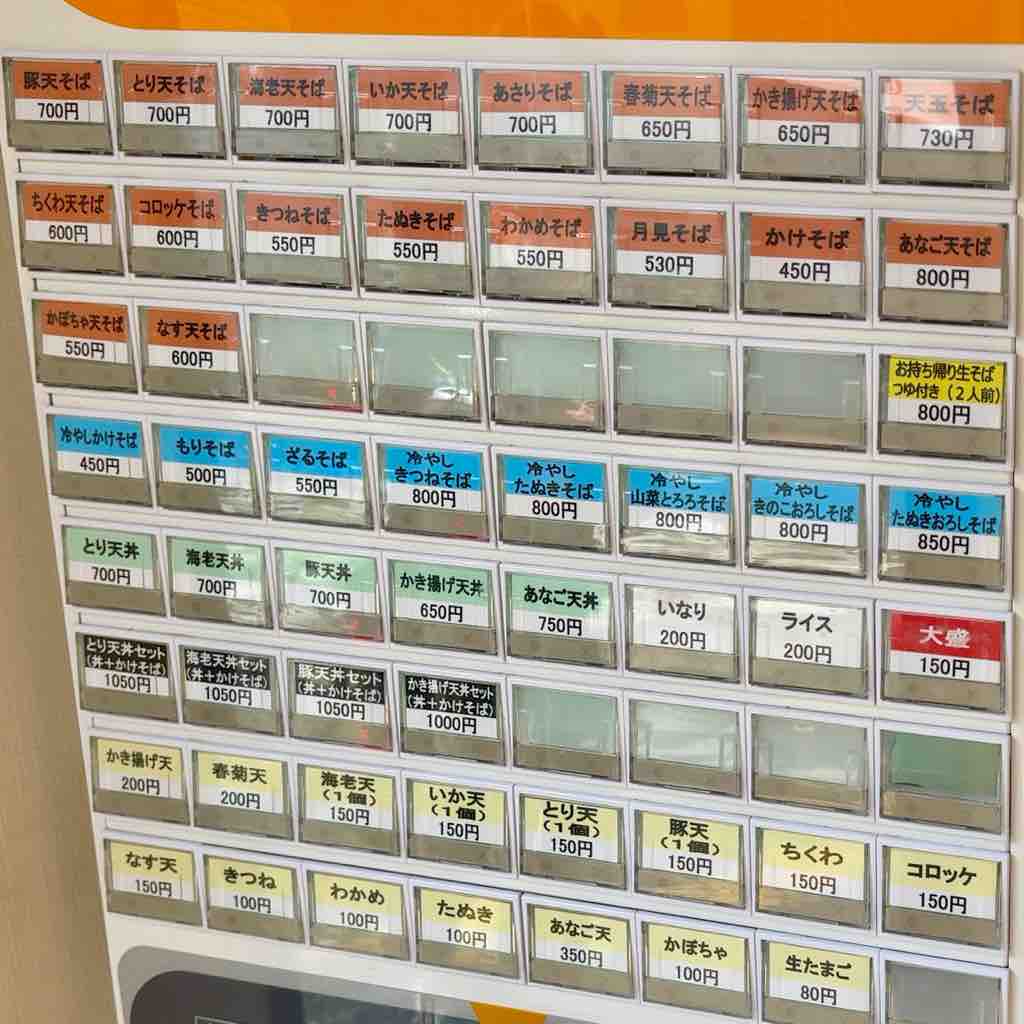 豚天そば
700円
とり天そば
700円
海老天そば
700円
いか天そば
700円
あさりそば
700円
春菊天そば
650円
かき揚げ天そば
650円
天玉そば
730円
ちくわ天そば
600円
コロッケそば
600円
きつねそば
550円
たぬきそば
550円
わかめそば
550円
月見そば
530円
かけそば
450円
あなご天そば
800円
かぼちゃ天そば
550円
なす天そば
600円
お持ち帰り生そば
つゆ付き（2人前）
800円
冷やしかけそば
450円
もりそば
500円
ざるそば
550円
冷やし
きつねそば
800円
冷やし
たぬきそば
800円
冷やし
山菜とろろそば
800円
冷やし
きのこおろしそば
800円
冷やし
たぬきおろしそば
850円
とり天丼
700円
海老天丼
700円
豚天丼
700円
かき揚げ天丼
650円
あなご天丼
750円
いなり
200円
ライス
200円
大盛
150円
とり天丼セット
（丼＋かけそば）
1050円
海老天丼セット
（丼＋かけそば）
1050円
豚天丼セット
（丼＋かけそば）
1050円
かき揚げ天丼セット
（丼＋かけそば）
1000円
かき揚げ天
200円
春菊天
200円
海老天
（1個）
150円
いか天
（1個）
150円
とり天
（1個）
150円
豚天
（1個）
150円
ちくわ
150円
コロッケ
150円
なす天
150円
きつね
100円
わかめ
100円
たぬき
100円
あなご天
350円
かぼちゃ
100円
生たまご
80円